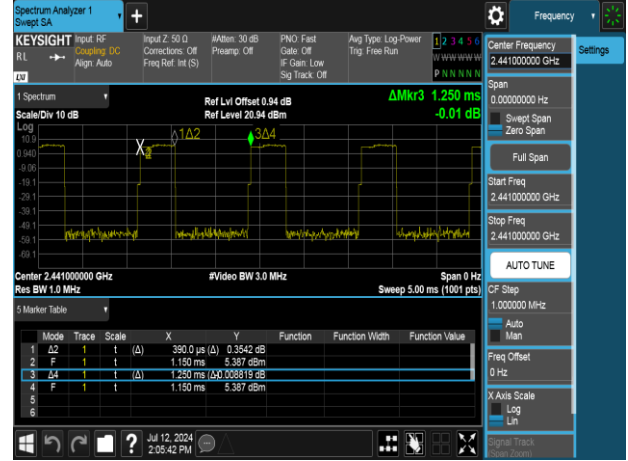 Spectrum Analyzer 1
Swept SA
+
Frequency
KEYSIGHT
RL
LXI
Input: RF
Coupling: DC
Align: Auto
Input Z: 50 Ω
Corrections: Off
Freq Ref: Int (S)
#Atten: 30 dB
Preamp: Off
PNO: Fast
Gate: Off
IF Gain: Low
Sig Track: Off
Avg Type: Log-Power
Trig: Free Run
1 2 3 4 5 6
W W W W W W
P N N N N N
1 Spectrum
Scale/Div 10 dB
Ref Lvl Offset 0.94 dB
Ref Level 20.94 dBm
ΔMkr3 1.250 ms
-0.01 dB
Log
10.9
0.940
-9.06
-19.1
-29.1
-39.1
-49.1
-59.1
-69.1
X
1Δ2
3Δ4
Center 2.441000000 GHz
Res BW 1.0 MHz
#Video BW 3.0 MHz
Span 0 Hz
Sweep 5.00 ms (1001 pts)
5 Marker Table
Mode Trace Scale X Y Function Function Width Function Value
1 Δ2 1 t (Δ) 390.0 µs (Δ) 0.3542 dB
2 F 1 t 1.150 ms 5.387 dBm
3 Δ4 1 t (Δ) 1.250 ms (Δ)-0.008819 dB
4 F 1 t 1.150 ms 5.387 dBm
5
6
?
Jul 12, 2024
2:05:42 PM
Center Frequency
2.441000000 GHz
Settings
Span
0.00000000 Hz
Swept Span
Zero Span
Full Span
Start Freq
2.441000000 GHz
Stop Freq
2.441000000 GHz
AUTO TUNE
CF Step
1.000000 MHz
Auto
Man
Freq Offset
0 Hz
X Axis Scale
Log
Lin
Signal Track
(Span Zoom)